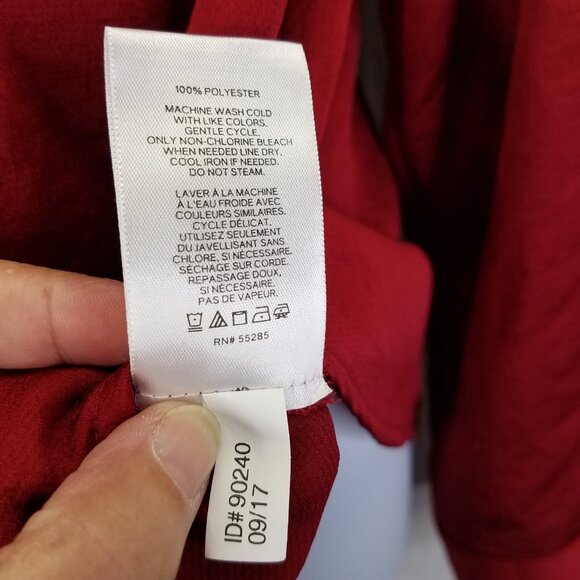 100% POLYESTER
MACHINE WASH COLD
WITH LIKE COLORS.
GENTLE CYCLE.
ONLY NON-CHLORINE BLEACH
WHEN NEEDED LINE DRY.
COOL IRON IF NEEDED.
DO NOT STEAM.
LAVER À LA MACHINE
À L'EAU FROIDE AVEC
COULEURS SIMILAIRES.
CYCLE DÉLICAT.
UTILISEZ SEULEMENT
DU JAVELLISANT SANS
CHLORE, SI NÉCESSAIRE.
SÉCHAGE SUR CORDE.
REPASSAGE DOUX,
SI NÉCESSAIRE.
PAS DE VAPEUR.
RN# 55285
ID# 90240
09/17